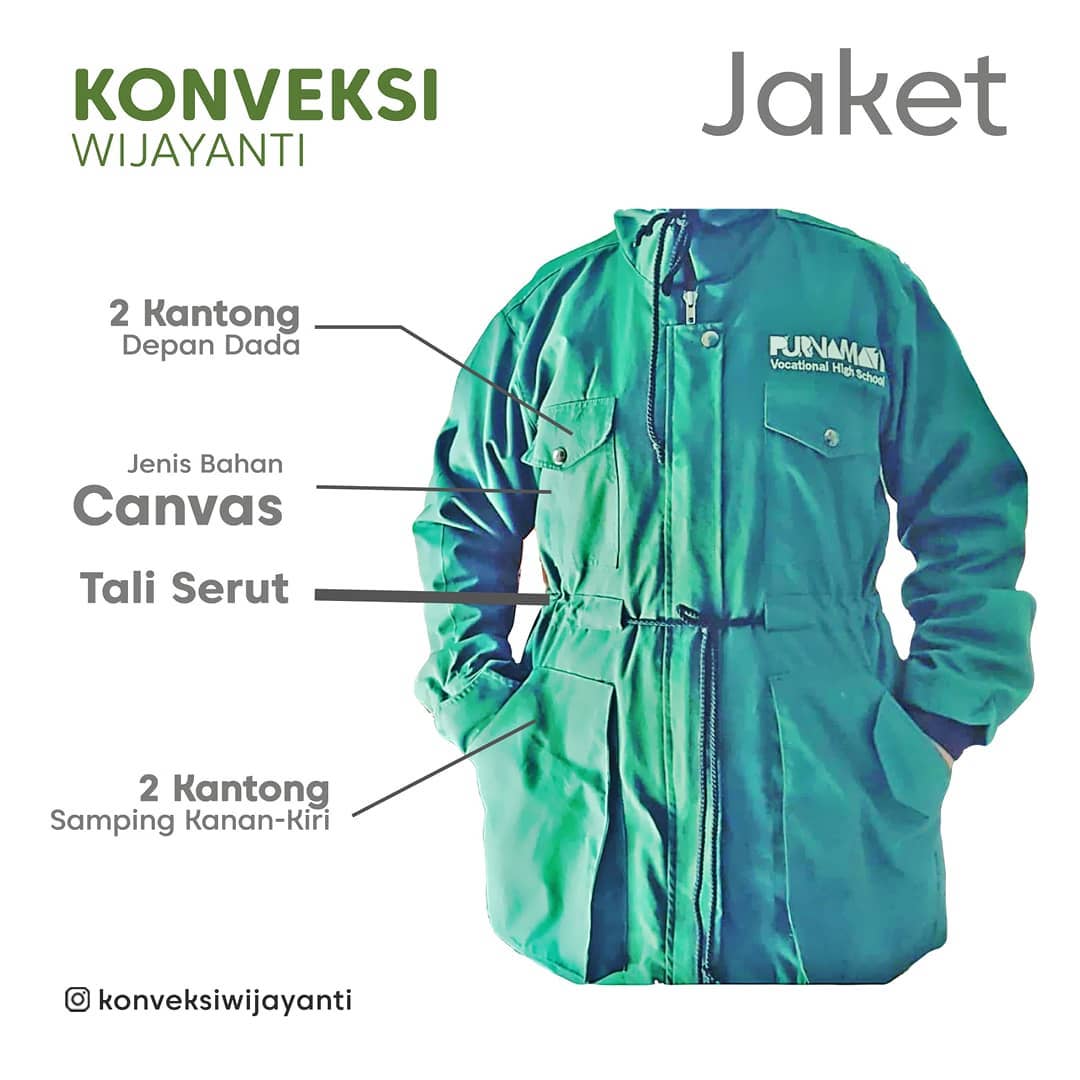 KONVEKSI
WIJAYANTI
Jaket
2 Kantong
Depan Dada
Jenis Bahan
Canvas
Tali Serut
2 Kantong
Samping Kanan-Kiri
Vocational High School
konveksiwijayanti